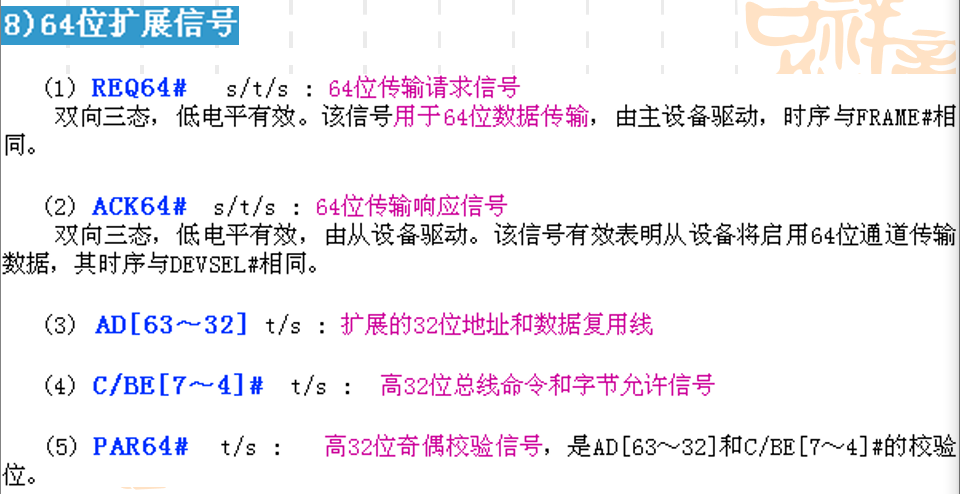 8)64位扩展信号
(1) REQ64# s/t/s : 64位传输请求信号
双向三态，低电平有效。该信号用于64位数据传输，由主设备驱动，时序与FRAME#相
同。
(2) ACK64# s/t/s : 64位传输响应信号
双向三态，低电平有效，由从设备驱动。该信号有效表明从设备将启用64位通道传输
数据，其时序与DEVSEL#相同。
(3) AD[63～32] t/s : 扩展的32位地址和数据复用线
(4) C/BE[7～4]# t/s : 高32位总线命令和字节允许信号
(5) PAR64# t/s : 高32位奇偶校验信号，是AD[63～32]和C/BE[7～4]#的校验
位。